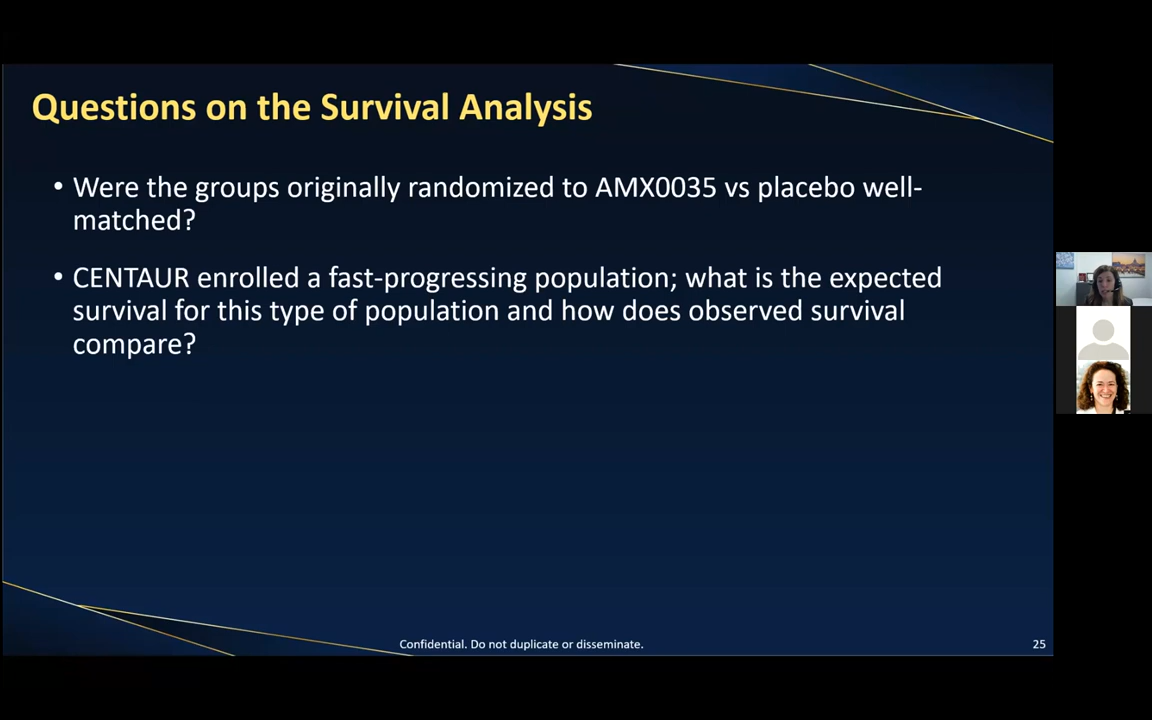 Questions on the Survival Analysis
• Were the groups originally randomized to AMX0035 vs placebo well-
matched?
• CENTAUR enrolled a fast-progressing population; what is the expected
survival for this type of population and how does observed survival
compare?
Confidential. Do not duplicate or disseminate.
25